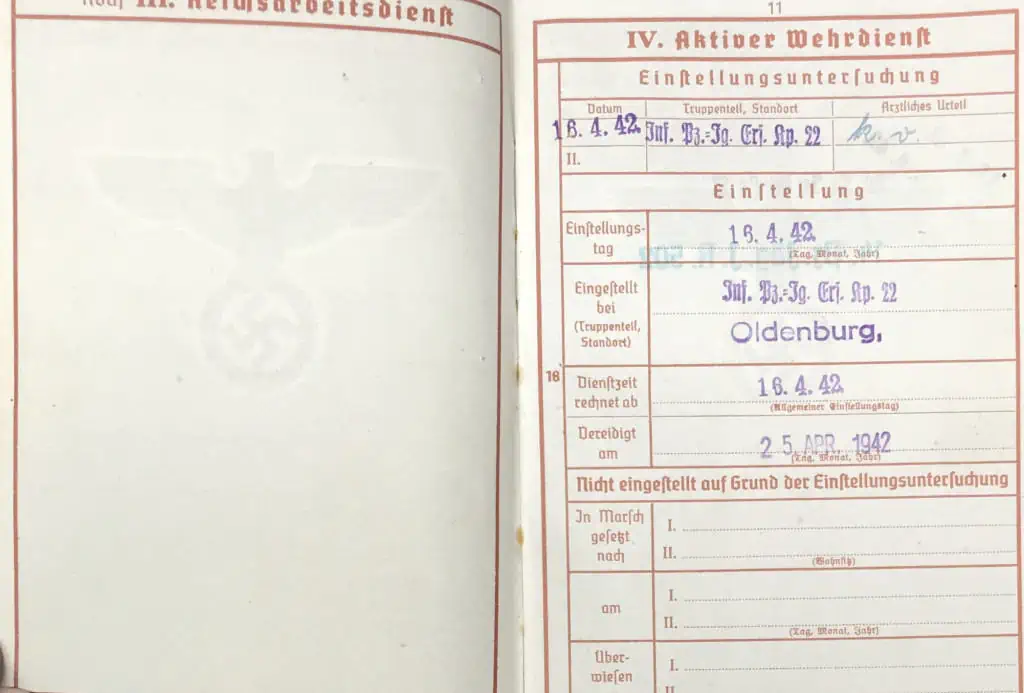 Noch III. Reichsarbeitsdienst
11
IV. Aktiver Wehrdienst
Einstellungsuntersuchung
Datum Truppenteil, Standort Ärztliches Urteil
16. 4. 42. Inf. Pz.=Jg. Ers. Kp. 22 k. v.
II.
Einstellung
Einstellungs-
tag
16. 4. 42.
(Tag, Monat, Jahr)
Eingestellt
bei
(Truppenteil,
Standort)
Inf. Pz.=Jg. Ers. Kp. 22
Oldenburg,
18
Dienstzeit
rechnet ab
16. 4. 42.
(Allgemeiner Einstellungstag)
Vereidigt
am
25. APR. 1942
(Tag, Monat, Jahr)
Nicht eingestellt auf Grund der Einstellungsuntersuchung
In Marsch
gesetzt
nach
I.
II.
(Wohnsitz)
am
I.
II.
(Tag, Monat, Jahr)
Über-
wiesen
I.
II.